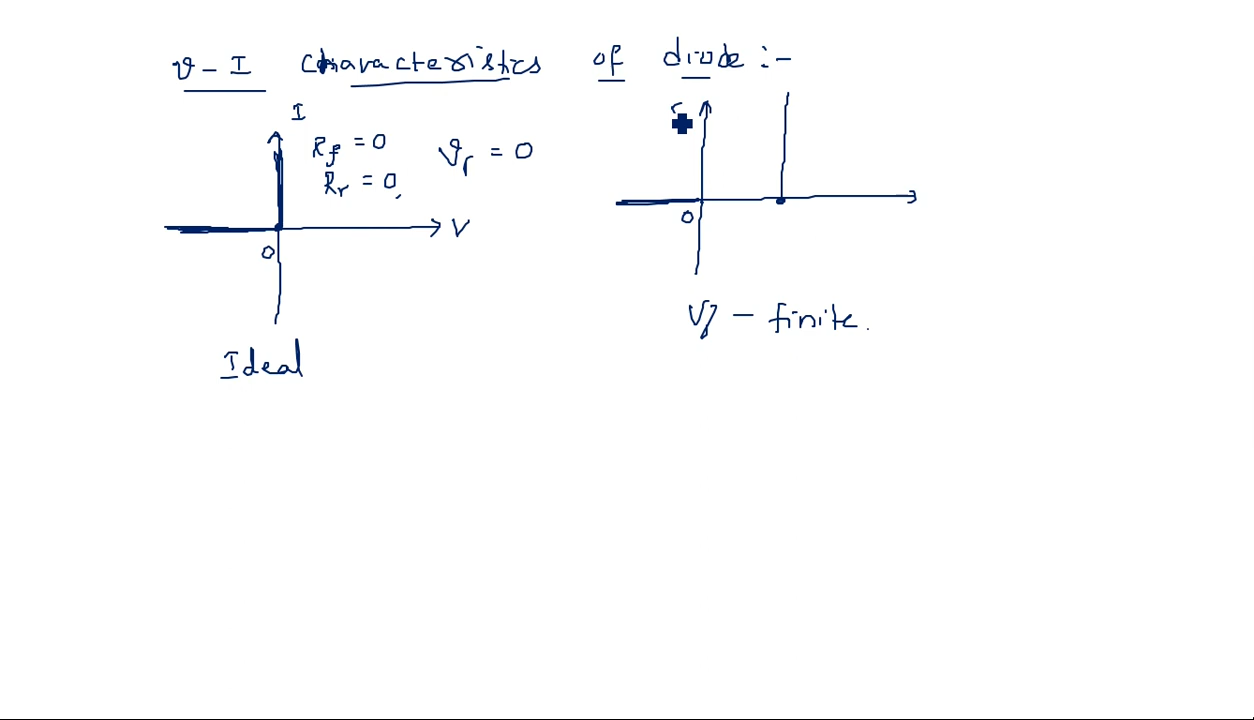 V-I Characteristics of diode :-
I
Rf = 0
Vr = 0
Rr = 0,
V
0
0
Vγ - finite.
Ideal